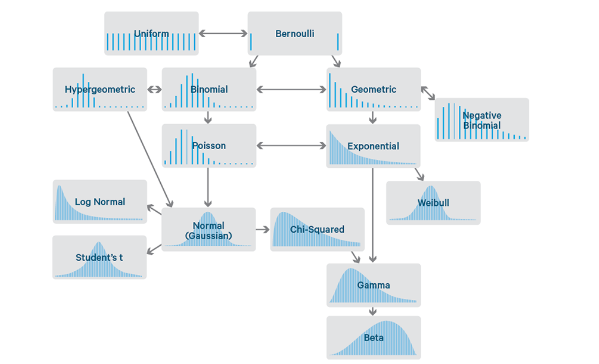 Uniform
Bernoulli
Hypergeometric
Binomial
Geometric
Negative
Binomial
Poisson
Exponential
Log Normal
Weibull
Normal
(Gaussian)
Chi-Squared
Student's t
Gamma
Beta